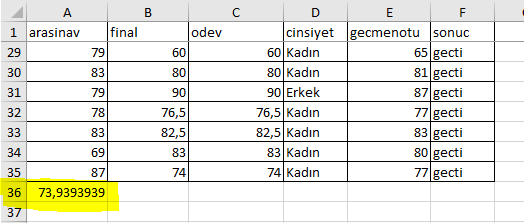 A B C D E F
1 arasinav final odev cinsiyet gecmenotu sonuc
29 79 60 60 Kadın 65 gecti
30 83 80 80 Kadın 81 gecti
31 79 90 90 Erkek 87 gecti
32 78 76,5 76,5 Kadın 77 gecti
33 83 82,5 82,5 Kadın 83 gecti
34 69 83 83 Kadın 80 gecti
35 87 74 74 Kadın 77 gecti
36 73,9393939
37